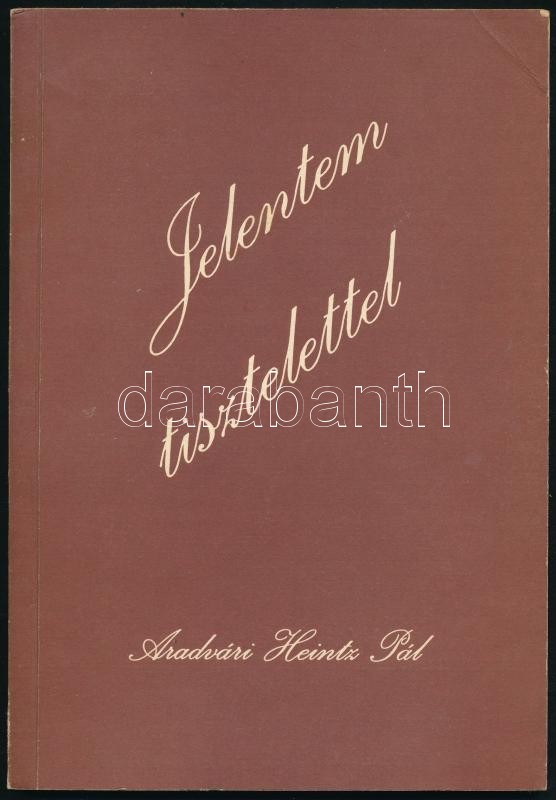 Jelentem
tisztelettel
darabanth
Aradvári Heintz Pál